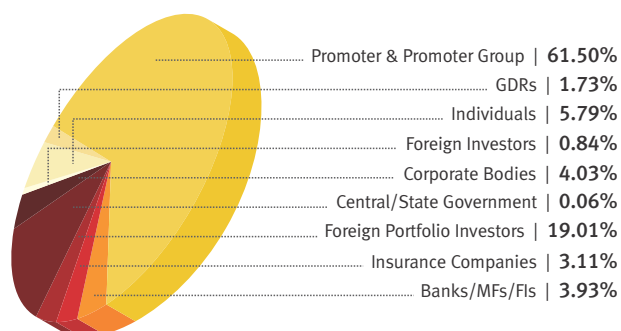 Promoter & Promoter Group | 61.50%
GDRs | 1.73%
Individuals | 5.79%
Foreign Investors | 0.84%
Corporate Bodies | 4.03%
Central/State Government | 0.06%
Foreign Portfolio Investors | 19.01%
Insurance Companies | 3.11%
Banks/MFs/FIs | 3.93%